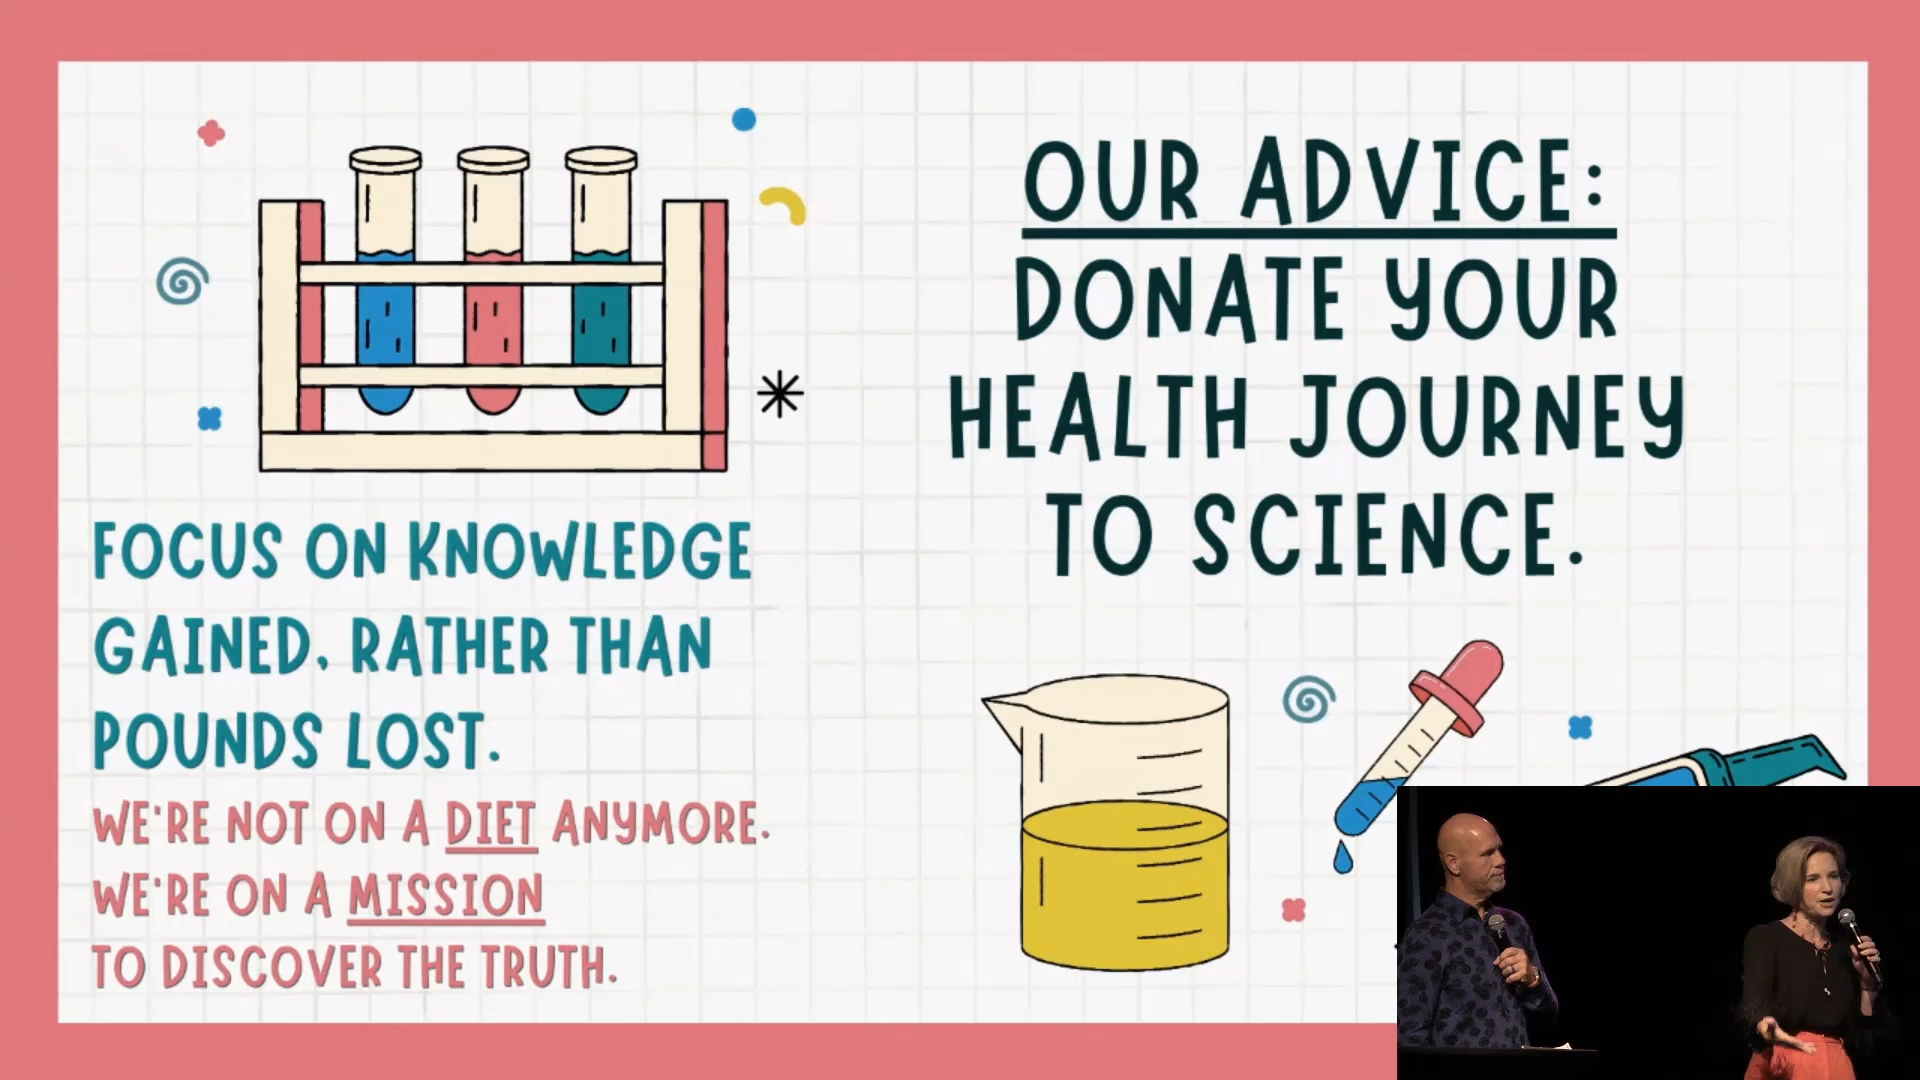 OUR ADVICE:
DONATE YOUR
HEALTH JOURNEY
TO SCIENCE.
FOCUS ON KNOWLEDGE
GAINED, RATHER THAN
POUNDS LOST.
WE'RE NOT ON A DIET ANYMORE.
WE'RE ON A MISSION
TO DISCOVER THE TRUTH.